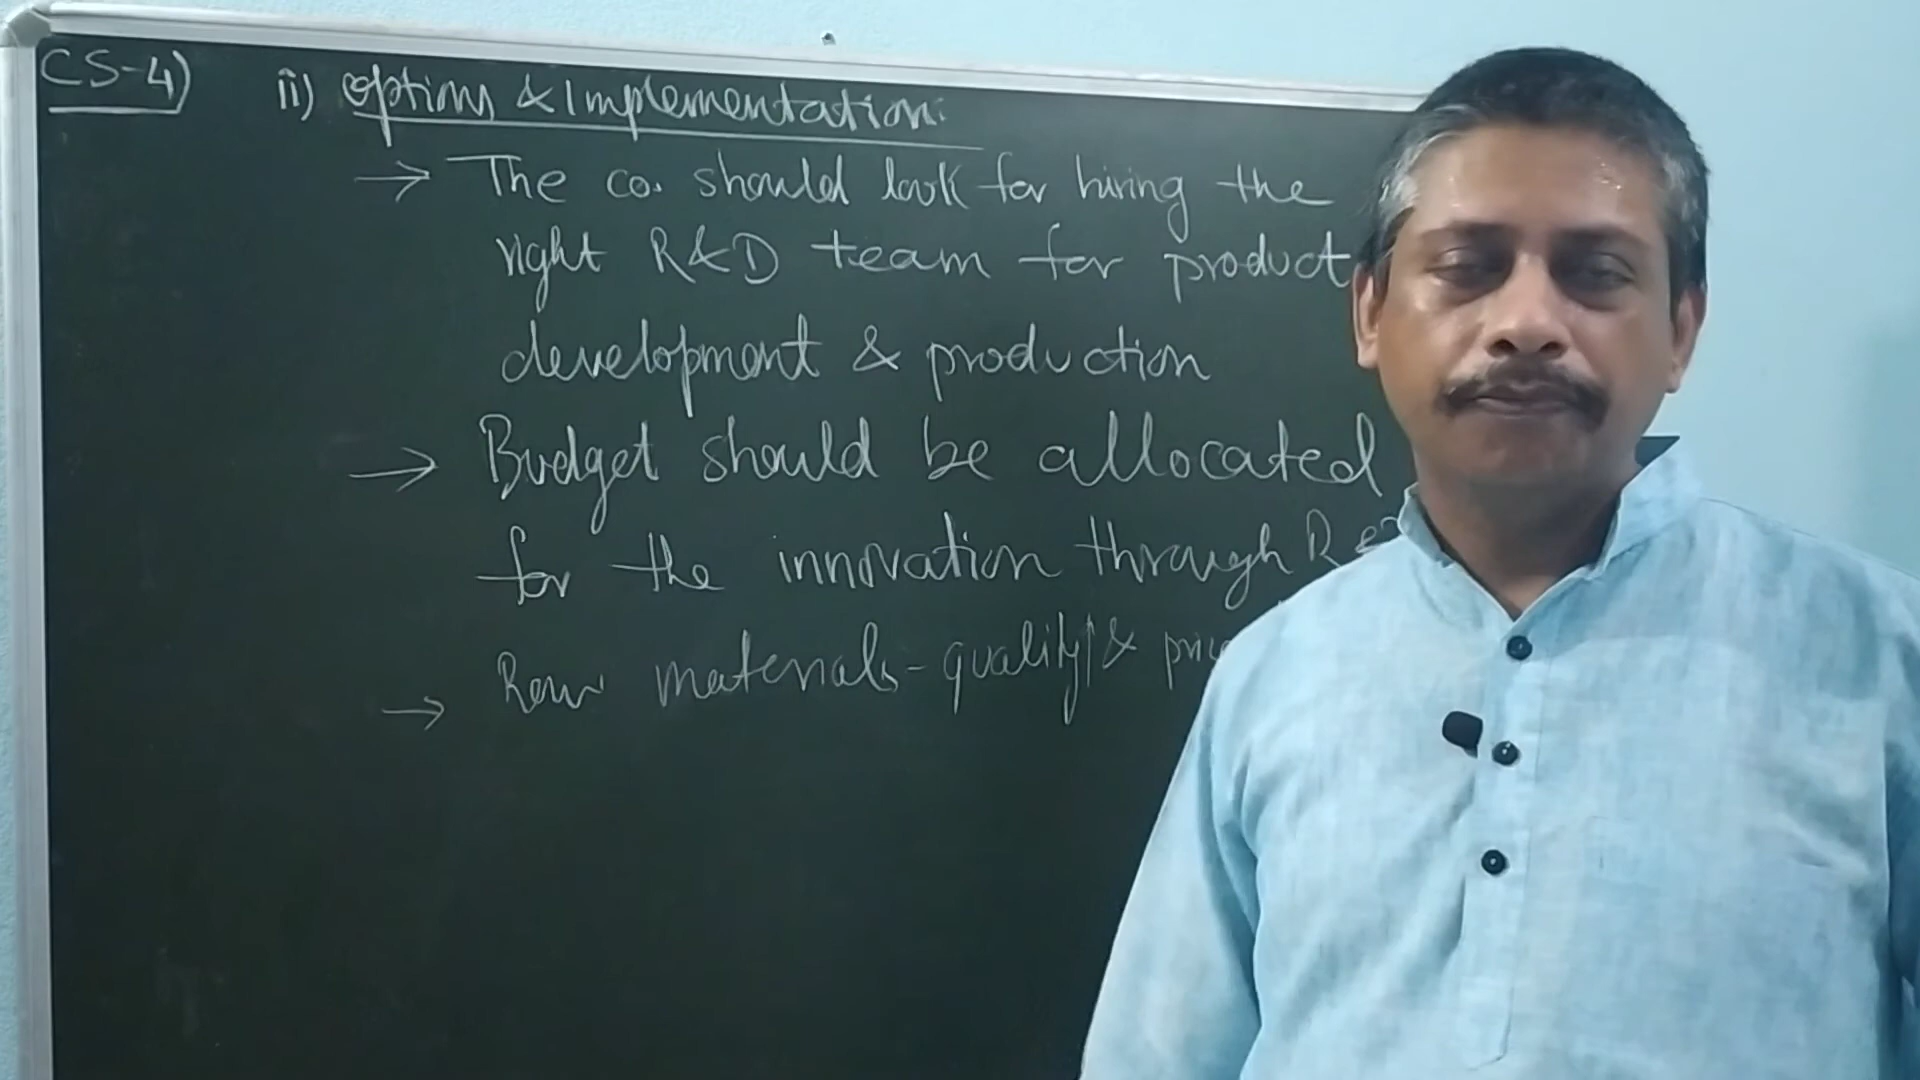 CS-4)
ii) Options & Implementation:
→ The co. should look for hiring the
right R&D team for product
development & production
→ Budget should be allocated
for the innovation through R &
→ Raw materials - quality↑ &